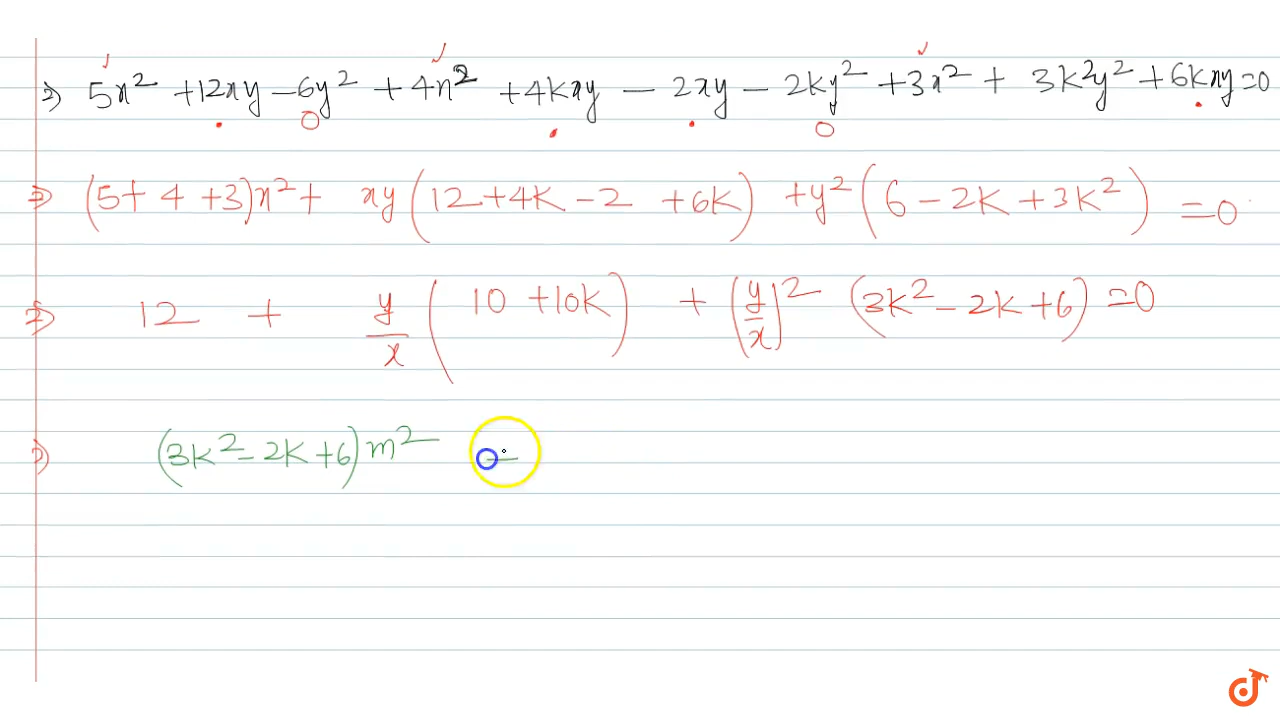 ⇒ 5x² +12xy -6y² + 4x² +4kxy - 2xy - 2ky² +3x² + 3k²y² +6kxy=0
⇒ (5+ 4 +3)x² + xy(12+4K-2 +6K) +y²(6-2K+3K²) =0
⇒ 12 + y/x (10 +10K) + (y/x)² (3K²-2K+6)=0
⇒ (3K²-2K+6)m²